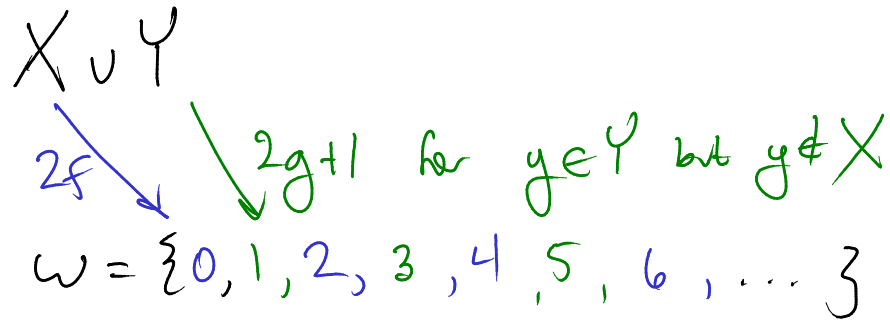 X ∪ Y
2f 2g+1 for y∈Y but y∉X
ω = {0, 1, 2, 3, 4, 5, 6, ... }